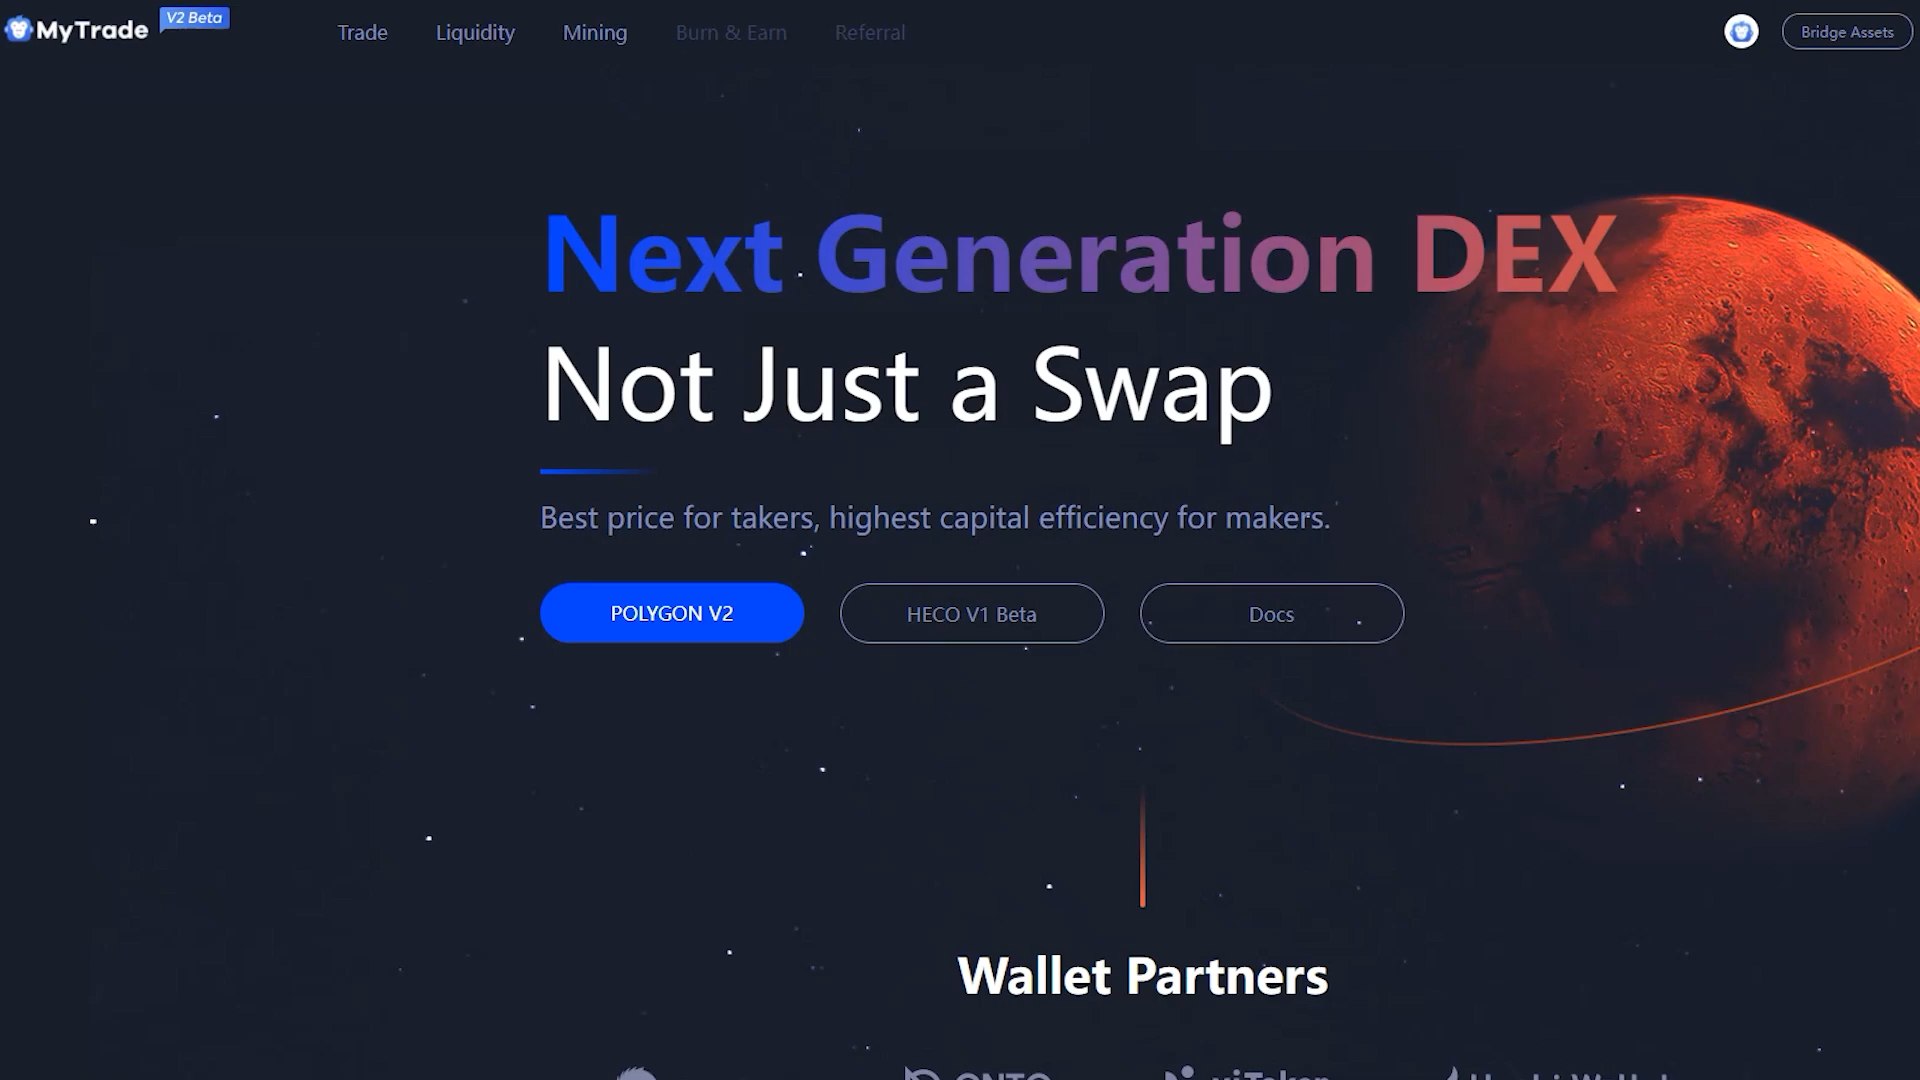 MyTrade V2 Beta
Trade Liquidity Mining Burn & Earn Referral Bridge Assets
Next Generation DEX
Not Just a Swap
Best price for takers, highest capital efficiency for makers.
POLYGON V2 HECO V1 Beta Docs
Wallet Partners